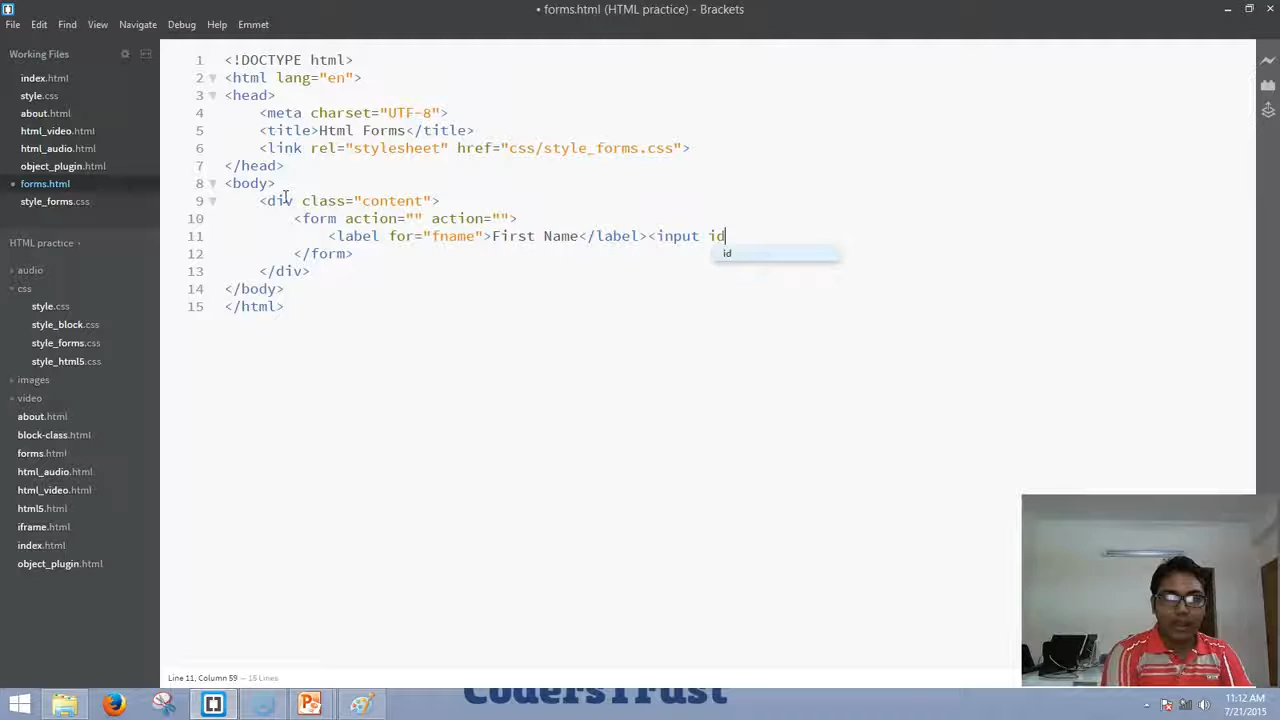 • forms.html (HTML practice) - Brackets
File Edit Find View Navigate Debug Help Emmet
Working Files
index.html
style.css
about.html
html_video.html
html_audio.html
object_plugin.html
• forms.html
style_forms.css
HTML practice
audio
css
style.css
style_block.css
style_forms.css
style_html5.css
images
video
about.html
block-class.html
forms.html
html_audio.html
html_video.html
html5.html
iframe.html
index.html
object_plugin.html
1 <!DOCTYPE html>
2 <html lang="en">
3 <head>
4 <meta charset="UTF-8">
5 <title>Html Forms</title>
6 <link rel="stylesheet" href="css/style_forms.css">
7 </head>
8 <body>
9 <div class="content">
10 <form action="" action="">
11 <label for="fname">First Name</label><input id
id
12 </form>
13 </div>
14 </body>
15 </html>
Line 11, Column 59 — 15 Lines
CodersTrust
11:12 AM
7/21/2015